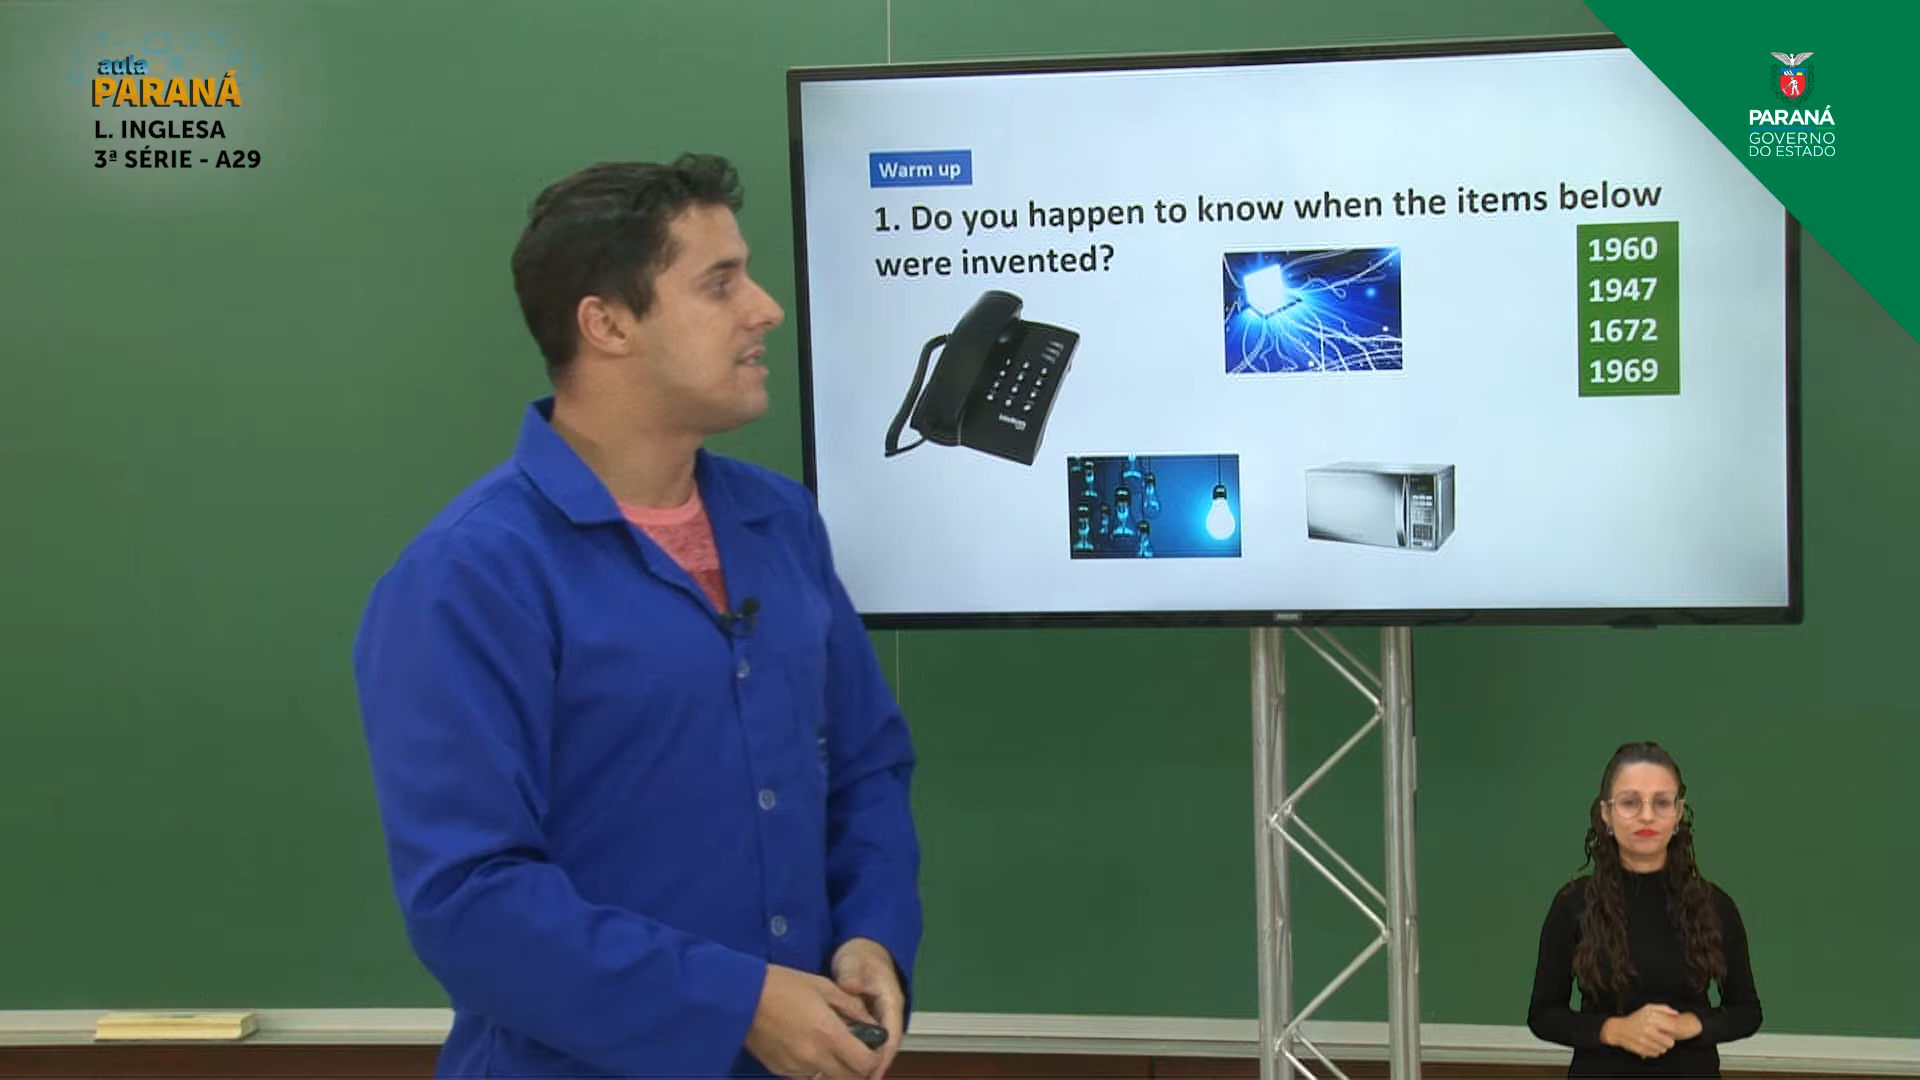 aula
PARANÁ
L. INGLESA
3ª SÉRIE - A29
PARANÁ
GOVERNO
DO ESTADO
Warm up
1. Do you happen to know when the items below
were invented?
1960
1947
1672
1969